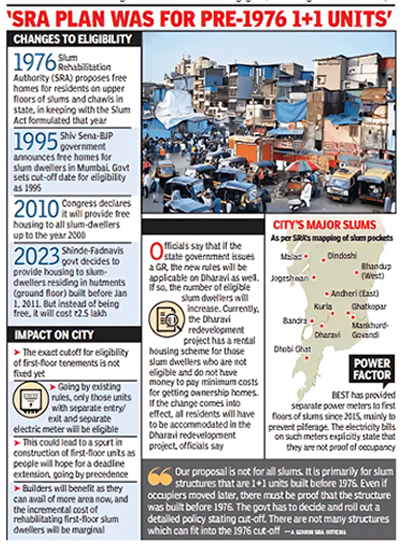 'SRA PLAN WAS FOR PRE-1976 1+1 UNITS'
CHANGES TO ELIGIBILITY
1976 Slum
Rehabilitation
Authority (SRA) proposes free
homes for residents on upper
floors of slums and chawls in
state, in keeping with the Slum
Act formulated that year
1995 Shiv Sena-BJP
government
announces free homes for
slum dwellers in Mumbai. Govt
sets cut-off date for eligibility
as 1995
2010 Congress declares
it will provide free
housing to all slum-dwellers
up to the year 2000
2023 Shinde-Fadnavis
govt decides to
provide housing to slum-
dwellers residing in hutments
(ground floor) built before Jan
1, 2011. But instead of being
free, it will cost ₹2.5 lakh
IMPACT ON CITY
➤ The exact cutoff for eligibility
of first-floor tenements is not
fixed yet
➤ Going by existing
rules, only those units
with separate entry/
exit and separate
electric meter will be eligible
➤ This could lead to a spurt in
construction of first-floor units as
people will hope for a deadline
extension, going by precedence
➤ Builders will benefit as they
can avail of more area now, and
the incremental cost of
rehabilitating first-floor slum
dwellers will be marginal
Officials say that if the
state government issues
a GR, the new rules will be
applicable on Dharavi as well.
If so, the number of eligible
slum dwellers will
increase. Currently,
the Dharavi
redevelopment
project has a rental
housing scheme for those
slum dwellers who are not
eligible and do not have
money to pay minimum costs
for getting ownership homes.
If the change comes into
effect, all residents will have
to be accommodated in the
Dharavi redevelopment
project, officials say
CITY'S MAJOR SLUMS
As per SRA's mapping of slum pockets
Malad
Dindoshi
Bhandup
(West)
Jogeshwari
Andheri (East)
Kurla
Ghatkopar
Bandra
Mankhurd-
Govandi
Dharavi
Dhobi Ghat
POWER
FACTOR
BEST has provided
separate power meters to first
floors of slums since 2015, mainly to
prevent pilferage. The electricity bills
on such meters explicitly state that
they are not proof of occupancy
Our proposal is not for all slums. It is primarily for slum
structures that are 1+1 units built before 1976. Even if
occupiers moved later, there must be proof that the structure
was built before 1976. The govt has to decide and roll out a
detailed policy stating cut-off. There are not many structures
which can fit into the 1976 cut-off — A SENIOR SRA OFFICIAL